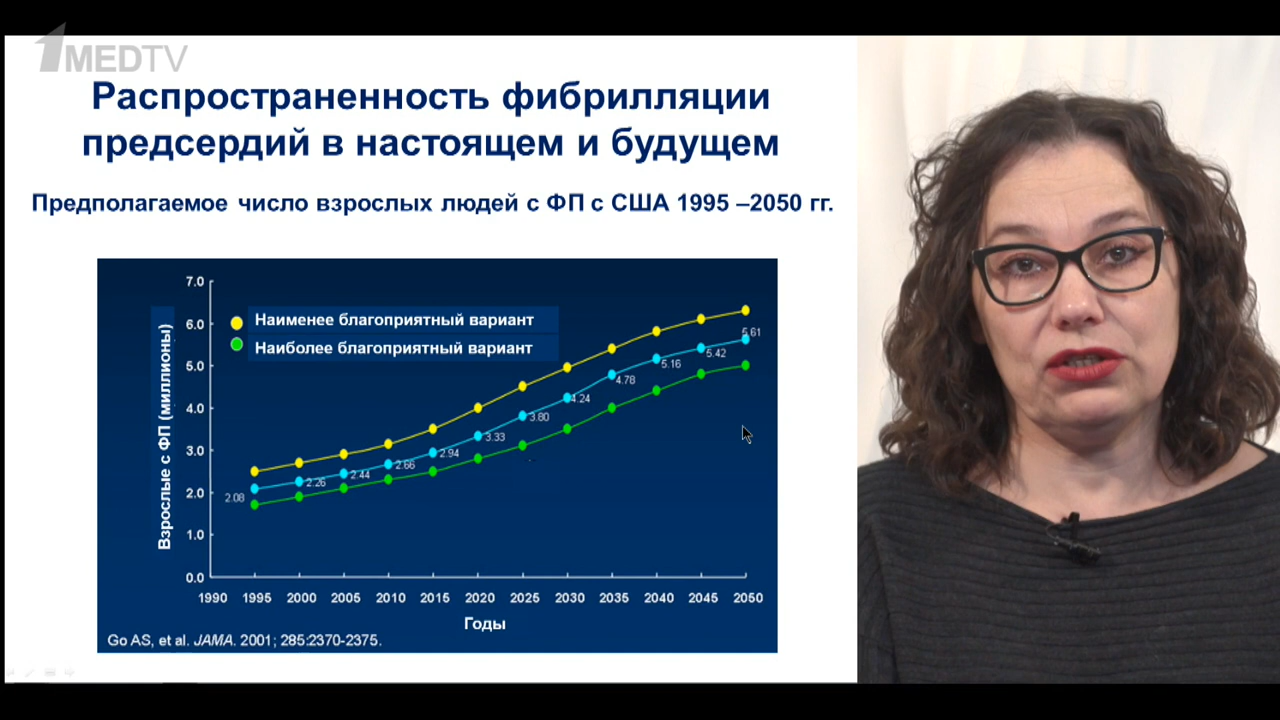 1MEDTV
Распространенность фибрилляции
предсердий в настоящем и будущем
Предполагаемое число взрослых людей с ФП с США 1995 –2050 гг.
7.0
6.0
5.0
4.0
3.0
2.0
1.0
0.0
Взрослые с ФП (миллионы)
Наименее благоприятный вариант
Наиболее благоприятный вариант
2.08
2.26
2.44
2.66
2.94
3.33
3.80
4.24
4.78
5.16
5.42
5.61
1990 1995 2000 2005 2010 2015 2020 2025 2030 2035 2040 2045 2050
Годы
Go AS, et al. JAMA. 2001; 285:2370-2375.